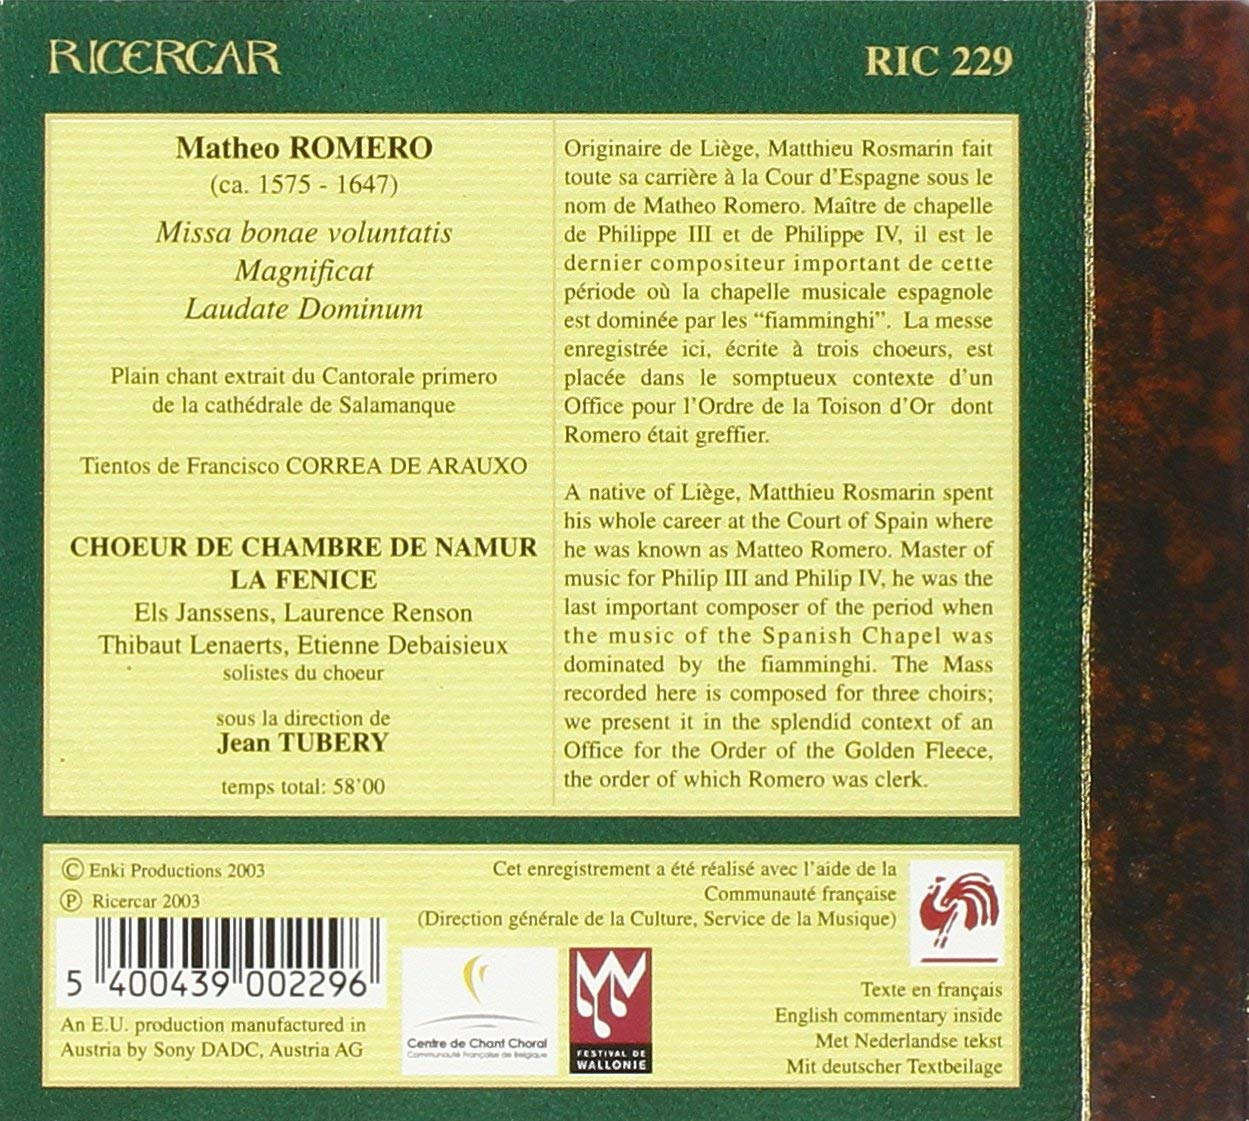 RICERCAR
RIC 229
Matheo ROMERO
(ca. 1575 - 1647)
Missa bonae voluntatis
Magnificat
Laudate Dominum
Plain chant extrait du Cantorale primero
de la cathédrale de Salamanque
Tientos de Francisco CORREA DE ARAUXO
CHOEUR DE CHAMBRE DE NAMUR
LA FENICE
Els Janssens, Laurence Renson
Thibaut Lenaerts, Etienne Debaisieux
solistes du choeur
sous la direction de
Jean TUBERY
temps total: 58'00
Originaire de Liège, Matthieu Rosmarin fait
toute sa carrière à la Cour d'Espagne sous le
nom de Matheo Romero. Maître de chapelle
de Philippe III et de Philippe IV, il est le
dernier compositeur important de cette
période où la chapelle musicale espagnole
est dominée par les "fiamminghi". La messe
enregistrée ici, écrite à trois choeurs, est
placée dans le somptueux contexte d'un
Office pour l'Ordre de la Toison d'Or dont
Romero était greffier.
A native of Liège, Matthieu Rosmarin spent
his whole career at the Court of Spain where
he was known as Matteo Romero. Master of
music for Philip III and Philip IV, he was the
last important composer of the period when
the music of the Spanish Chapel was
dominated by the fiamminghi. The Mass
recorded here is composed for three choirs;
we present it in the splendid context of an
Office for the Order of the Golden Fleece,
the order of which Romero was clerk.
© Enki Productions 2003
℗ Ricercar 2003
5 400439 002296
An E.U. production manufactured in
Austria by Sony DADC, Austria AG
Cet enregistrement a été réalisé avec l'aide de la
Communauté française
(Direction générale de la Culture, Service de la Musique)
Centre de Chant Choral
Communauté Française de Belgique
FESTIVAL DE
WALLONIE
Texte en français
English commentary inside
Met Nederlandse tekst
Mit deutscher Textbeilage